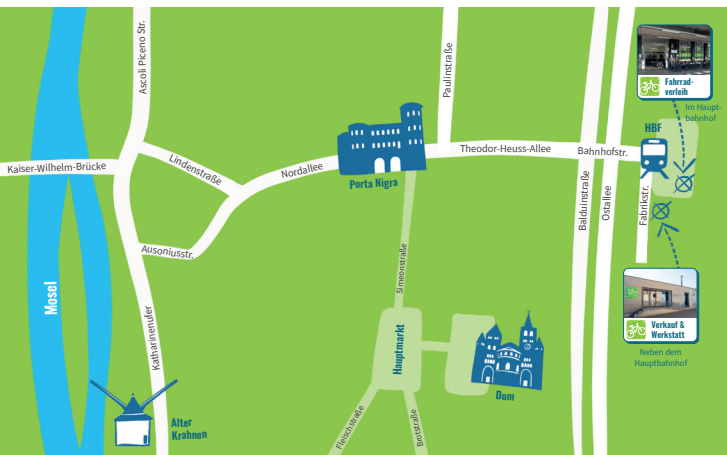 Ascoli Piceno Str.
Paulinstraße
Fahrrad-
verleih
Im Haupt-
bahnhof
HBF
Kaiser-Wilhelm-Brücke
Lindenstraße
Nordallee
Porta Nigra
Theodor-Heuss-Allee
Bahnhofstr.
Balduinstraße
Ostallee
Fabrikstr.
Ausoniusstr.
Simeonstraße
Mosel
Katharinenufer
Hauptmarkt
Verkauf &
Werkstatt
Neben dem
Hauptbahnhof
Dom
Alter
Krahnen
Fleischstraße
Brotstraße